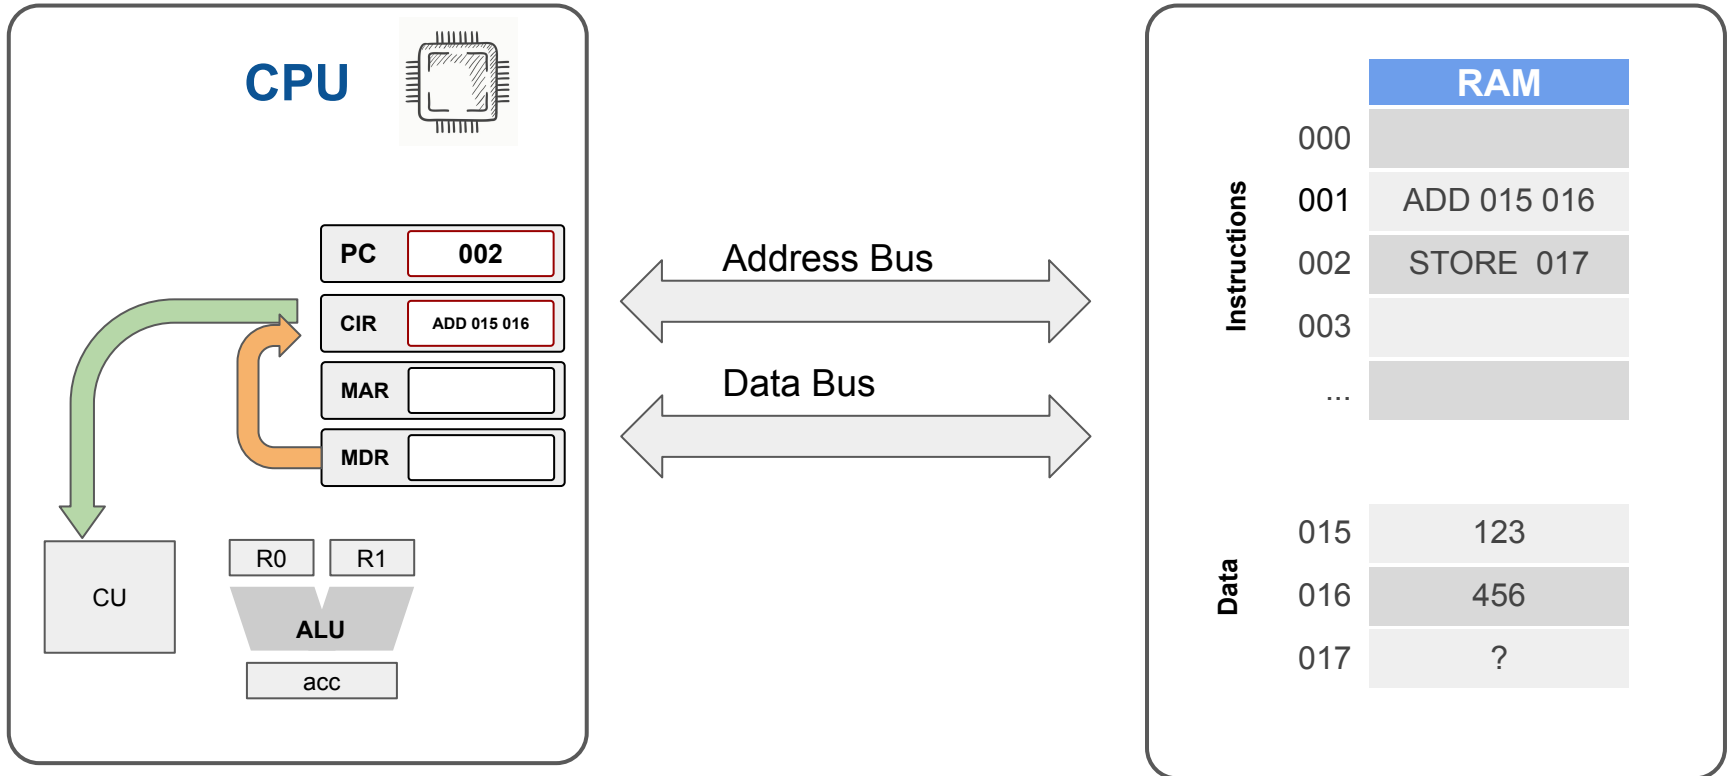 CPU
PC 002
CIR ADD 015 016
MAR
MDR
CU
R0 R1
ALU
acc
Address Bus
Data Bus
RAM
Instructions
000
001 ADD 015 016
002 STORE 017
003
...
Data
015 123
016 456
017 ?